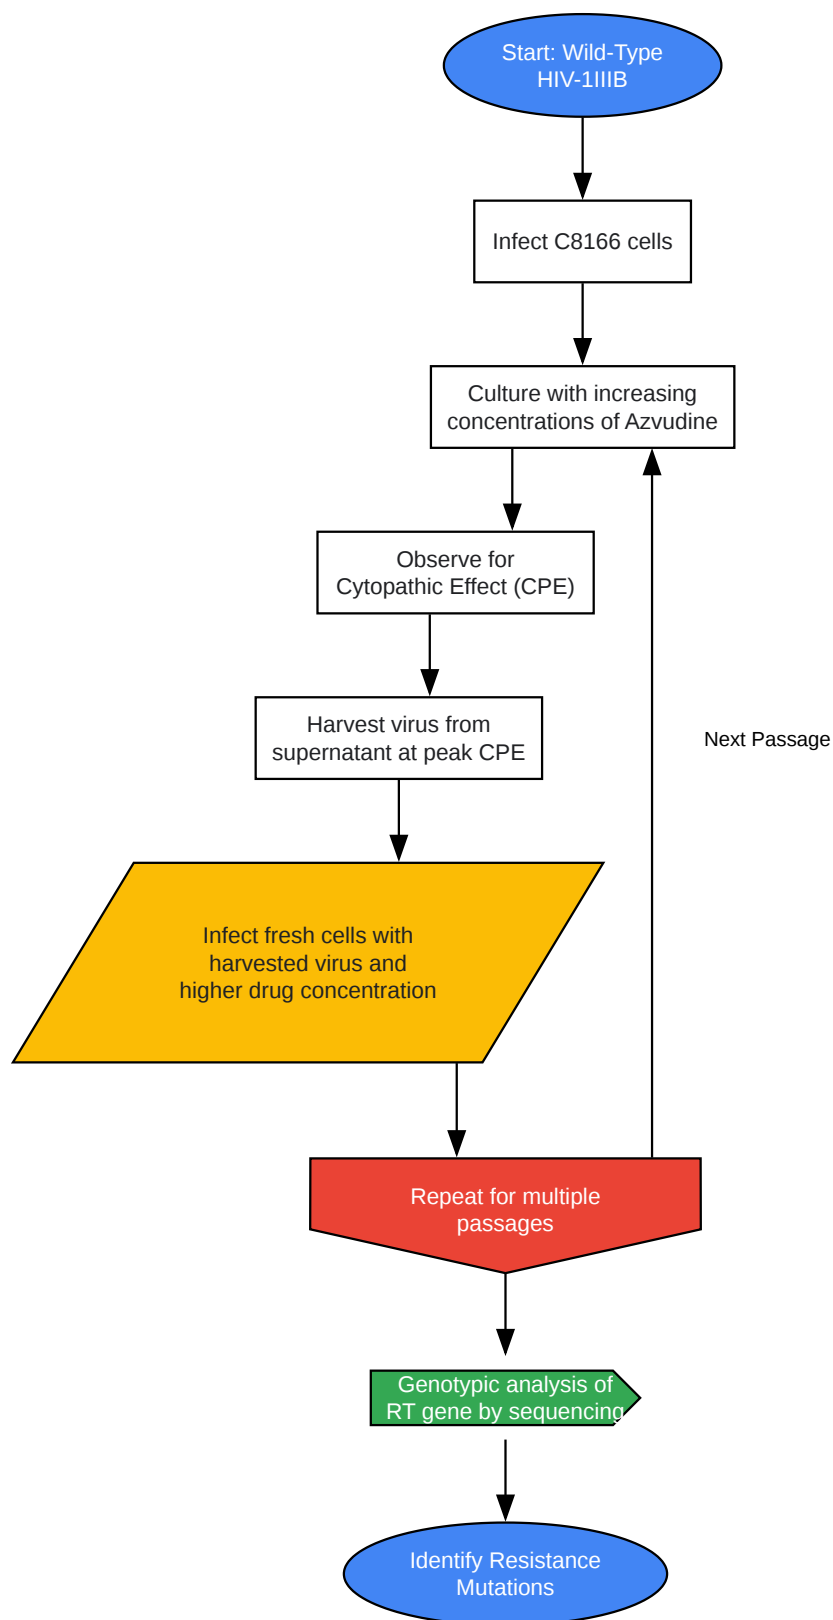 Start: Wild-Type
HIV-1IIIB
Infect C8166 cells
Culture with increasing
concentrations of Azvudine
Observe for
Cytopathic Effect (CPE)
Harvest virus from
supernatant at peak CPE
Next Passage
Infect fresh cells with
harvested virus and
higher drug concentration
Repeat for multiple
passages
Genotypic analysis of
RT gene by sequencing
Identify Resistance
Mutations